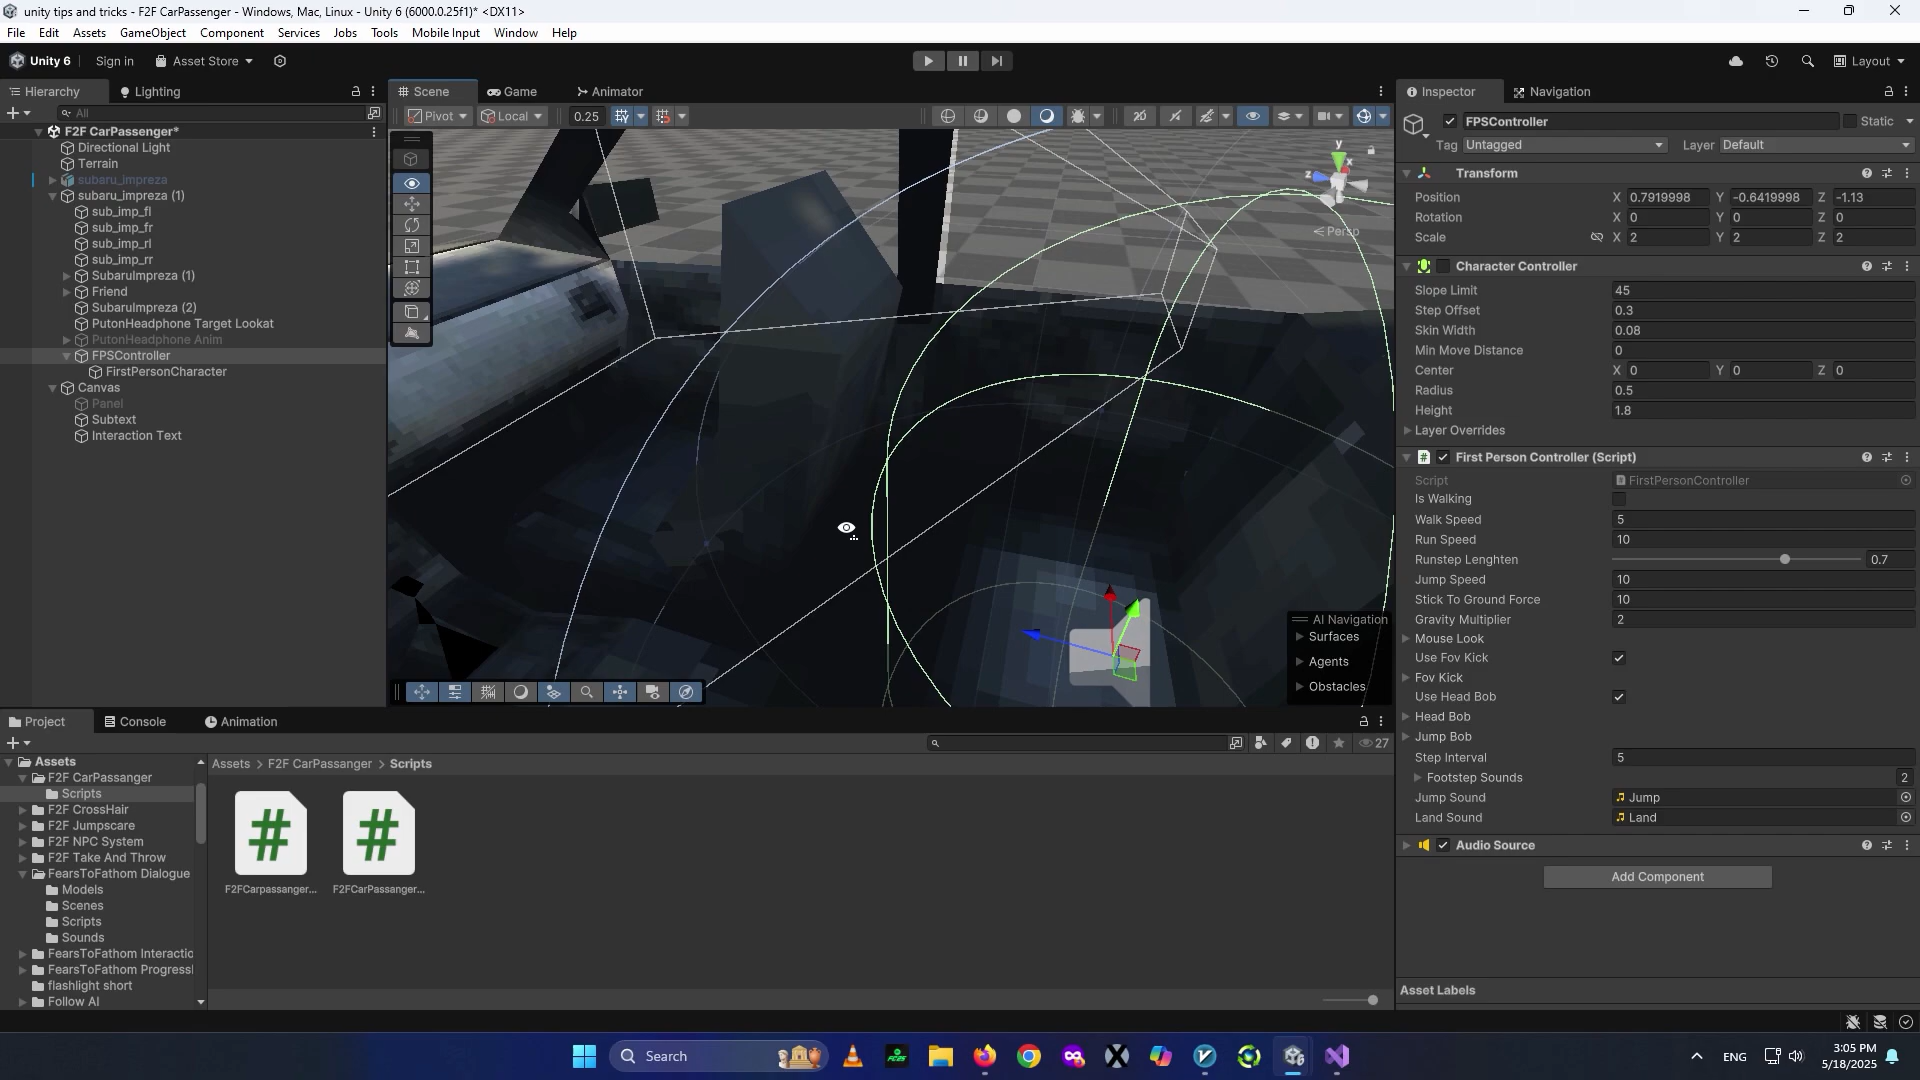 unity tips and tricks - F2F CarPassenger - Windows, Mac, Linux - Unity 6 (6000.0.25f1)* <DX11>
File Edit Assets GameObject Component Services Jobs Tools Mobile Input Window Help
Unity 6 Sign in Asset Store Layout
Hierarchy Lighting Scene Game Animator Inspector Navigation
All Pivot Local 0.25 2D
FPSController Static
Tag Untagged Layer Default
F2F CarPassenger*
Directional Light
Terrain
subaru_impreza
subaru_impreza (1)
sub_imp_fl
sub_imp_fr
sub_imp_rl
sub_imp_rr
SubaruImpreza (1)
Friend
SubaruImpreza (2)
PutonHeadphone Target Lookat
PutonHeadphone Anim
FPSController
FirstPersonCharacter
Canvas
Panel
Subtext
Interaction Text
y
x
z
Persp
AI Navigation
Surfaces
Agents
Obstacles
Transform
Position X 0.7919998 Y -0.6419998 Z -1.13
Rotation X 0 Y 0 Z 0
Scale X 2 Y 2 Z 2
Character Controller
Slope Limit 45
Step Offset 0.3
Skin Width 0.08
Min Move Distance 0
Center X 0 Y 0 Z 0
Radius 0.5
Height 1.8
Layer Overrides
First Person Controller (Script)
Script FirstPersonController
Is Walking
Walk Speed 5
Run Speed 10
Runstep Lenghten 0.7
Jump Speed 10
Stick To Ground Force 10
Gravity Multiplier 2
Mouse Look
Use Fov Kick
Fov Kick
Use Head Bob
Head Bob
Jump Bob
Step Interval 5
Footstep Sounds 2
Jump Sound Jump
Land Sound Land
Audio Source
Add Component
Asset Labels
Project Console Animation
27
Assets
F2F CarPassanger
Scripts
F2F CrossHair
F2F Jumpscare
F2F NPC System
F2F Take And Throw
FearsToFathom Dialogue
Models
Scenes
Scripts
Sounds
FearsToFathom Interactio
FearsToFathom Progressi
flashlight short
Follow AI
Assets > F2F CarPassanger > Scripts
F2FCarpassanger... F2FCarPassanger...
Search
FC25
ENG
3:05 PM
5/18/2025